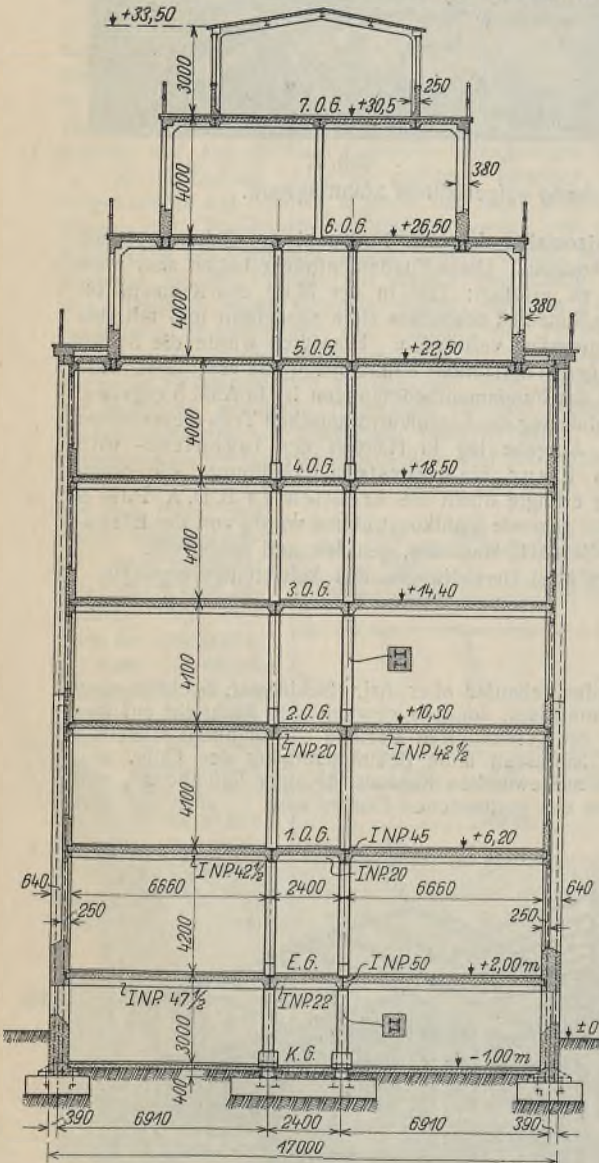 +33,50
3000
250
7.O.G. +30,5
4000
380
6.O.G. +26,50
4000
380
5.O.G. +22,50
4000
4.O.G. +18,50
4100
3.O.G. +14,40
4100
2.O.G. +10,30
INP.20 INP.42½
4100
1.O.G. INP.45 +6,20
INP.42½ INP.20
640 6660 2400 6660 640
250 250
4200
E.G. INP.50 +2,00m
INP.47½ INP.22
±0
3000
K.G. -1,00m
400
390 6910 2400 6910 390
17000